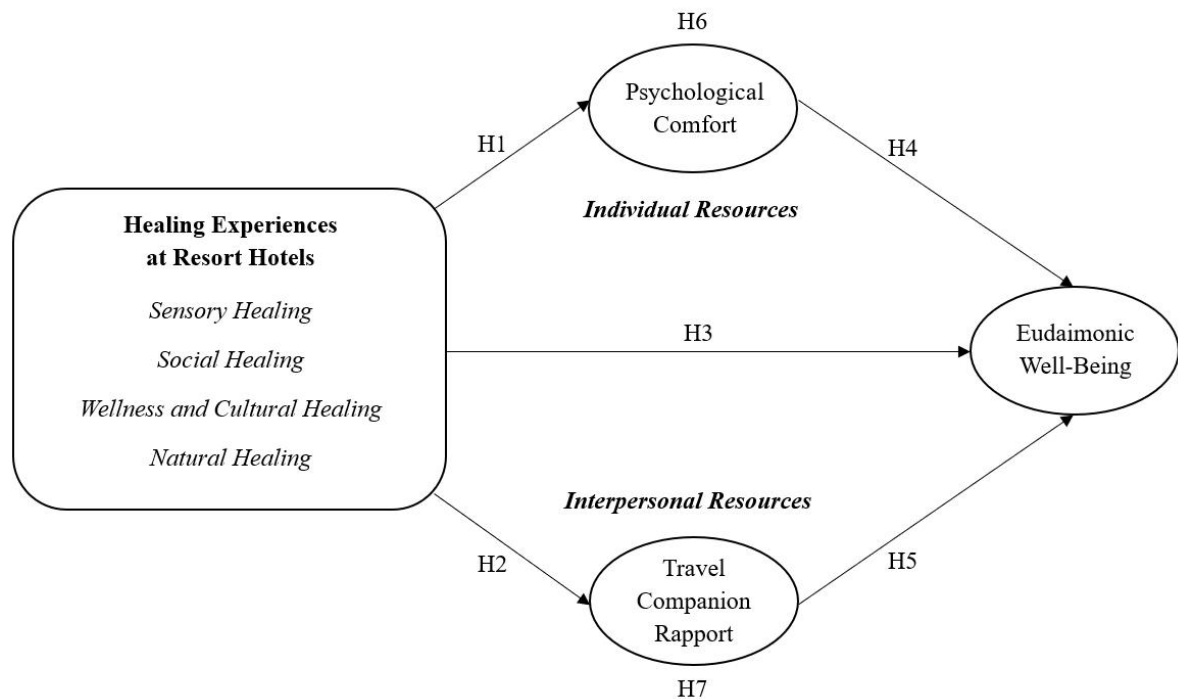 H6
Psychological
Comfort
H1
H4
Individual Resources
Healing Experiences
at Resort Hotels
Sensory Healing
Social Healing
Wellness and Cultural Healing
Natural Healing
H3
Eudaimonic
Well-Being
Interpersonal Resources
H2
Travel
Companion
Rapport
H5
H7